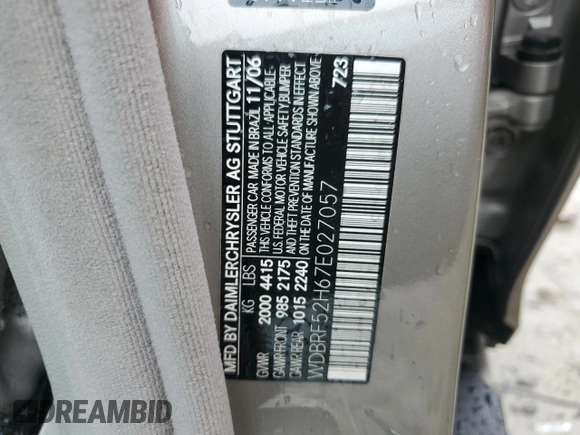 MFD BY DAIMLERCHRYSLER AG STUTTGART
PASSENGER CAR MADE IN BRAZIL 11/06
KG LBS THIS VEHICLE CONFORMS TO ALL APPLICABLE
GVWR 2000 4415 U.S. FEDERAL MOTOR VEHICLE SAFETY, BUMPER
GAWR FRONT 985 2175 AND THEFT PREVENTION STANDARDS IN EFFECT
GAWR REAR 1015 2240 ON THE DATE OF MANUFACTURE SHOWN ABOVE
WDBRF52H67E027057 723
DREAMBID